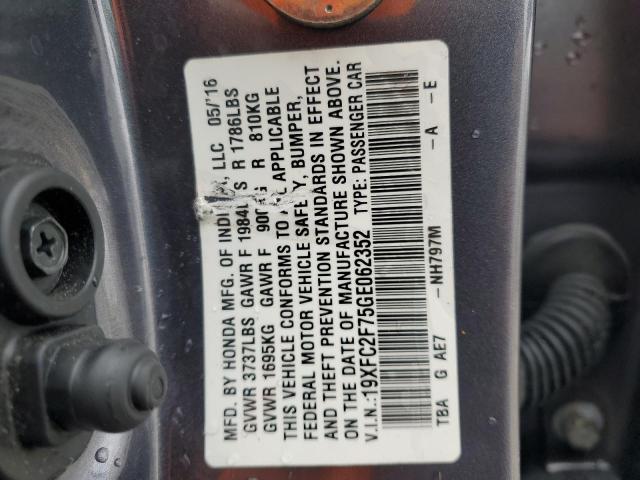 MFD. BY HONDA MFG. OF LLC 05/'16
GVWR 3737LBS GAWR F R 1786LBS
GVWR 1695KG GAWR F R 810KG
THIS VEHICLE CONFORMS TO APPLICABLE
FEDERAL MOTOR VEHICLE SAFETY, BUMPER,
AND THEFT PREVENTION STANDARDS IN EFFECT
ON THE DATE OF MANUFACTURE SHOWN ABOVE.
V.I.N.:19XFC2F75GE062352 TYPE: PASSENGER CAR
TBA G AE7 -NH797M -A -E